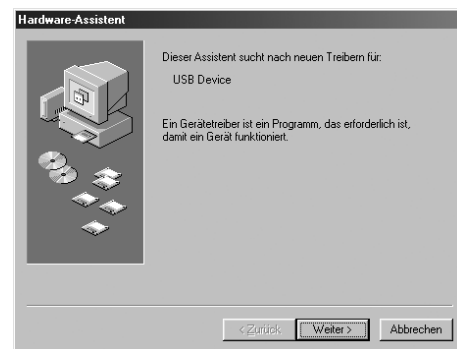 Hardware-Assistent
Dieser Assistent sucht nach neuen Treibern für:
USB Device
Ein Gerätetreiber ist ein Programm, das erforderlich ist,
damit ein Gerät funktioniert.
< Zurück
Weiter >
Abbrechen